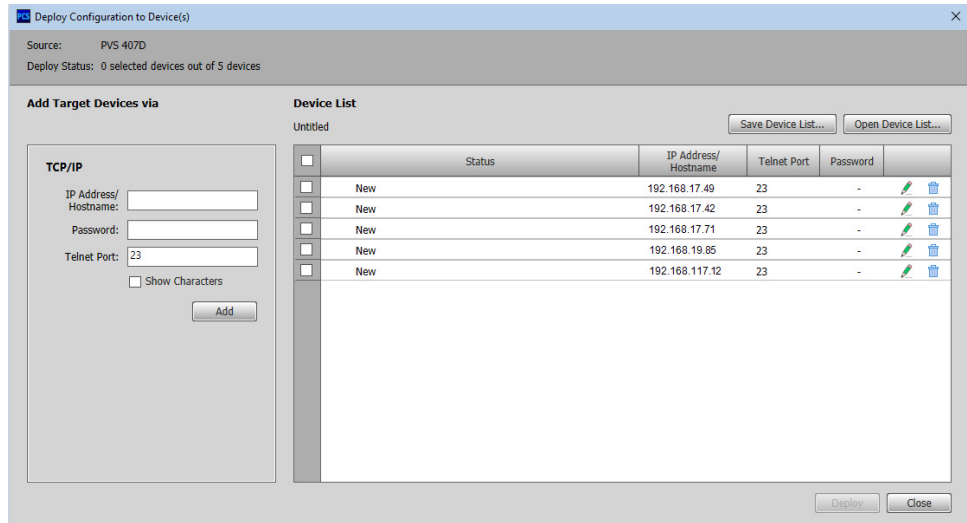 PCS Deploy Configuration to Device(s)
Source: PVS 407D
Deploy Status: 0 selected devices out of 5 devices
Add Target Devices via
TCP/IP
IP Address/
Hostname:
Password:
Telnet Port: 23
Show Characters
Add
Device List
Untitled
Save Device List...
Open Device List...
Status IP Address/ Hostname Telnet Port Password
New 192.168.17.49 23 -
New 192.168.17.42 23 -
New 192.168.17.71 23 -
New 192.168.19.85 23 -
New 192.168.117.12 23 -
Deploy
Close